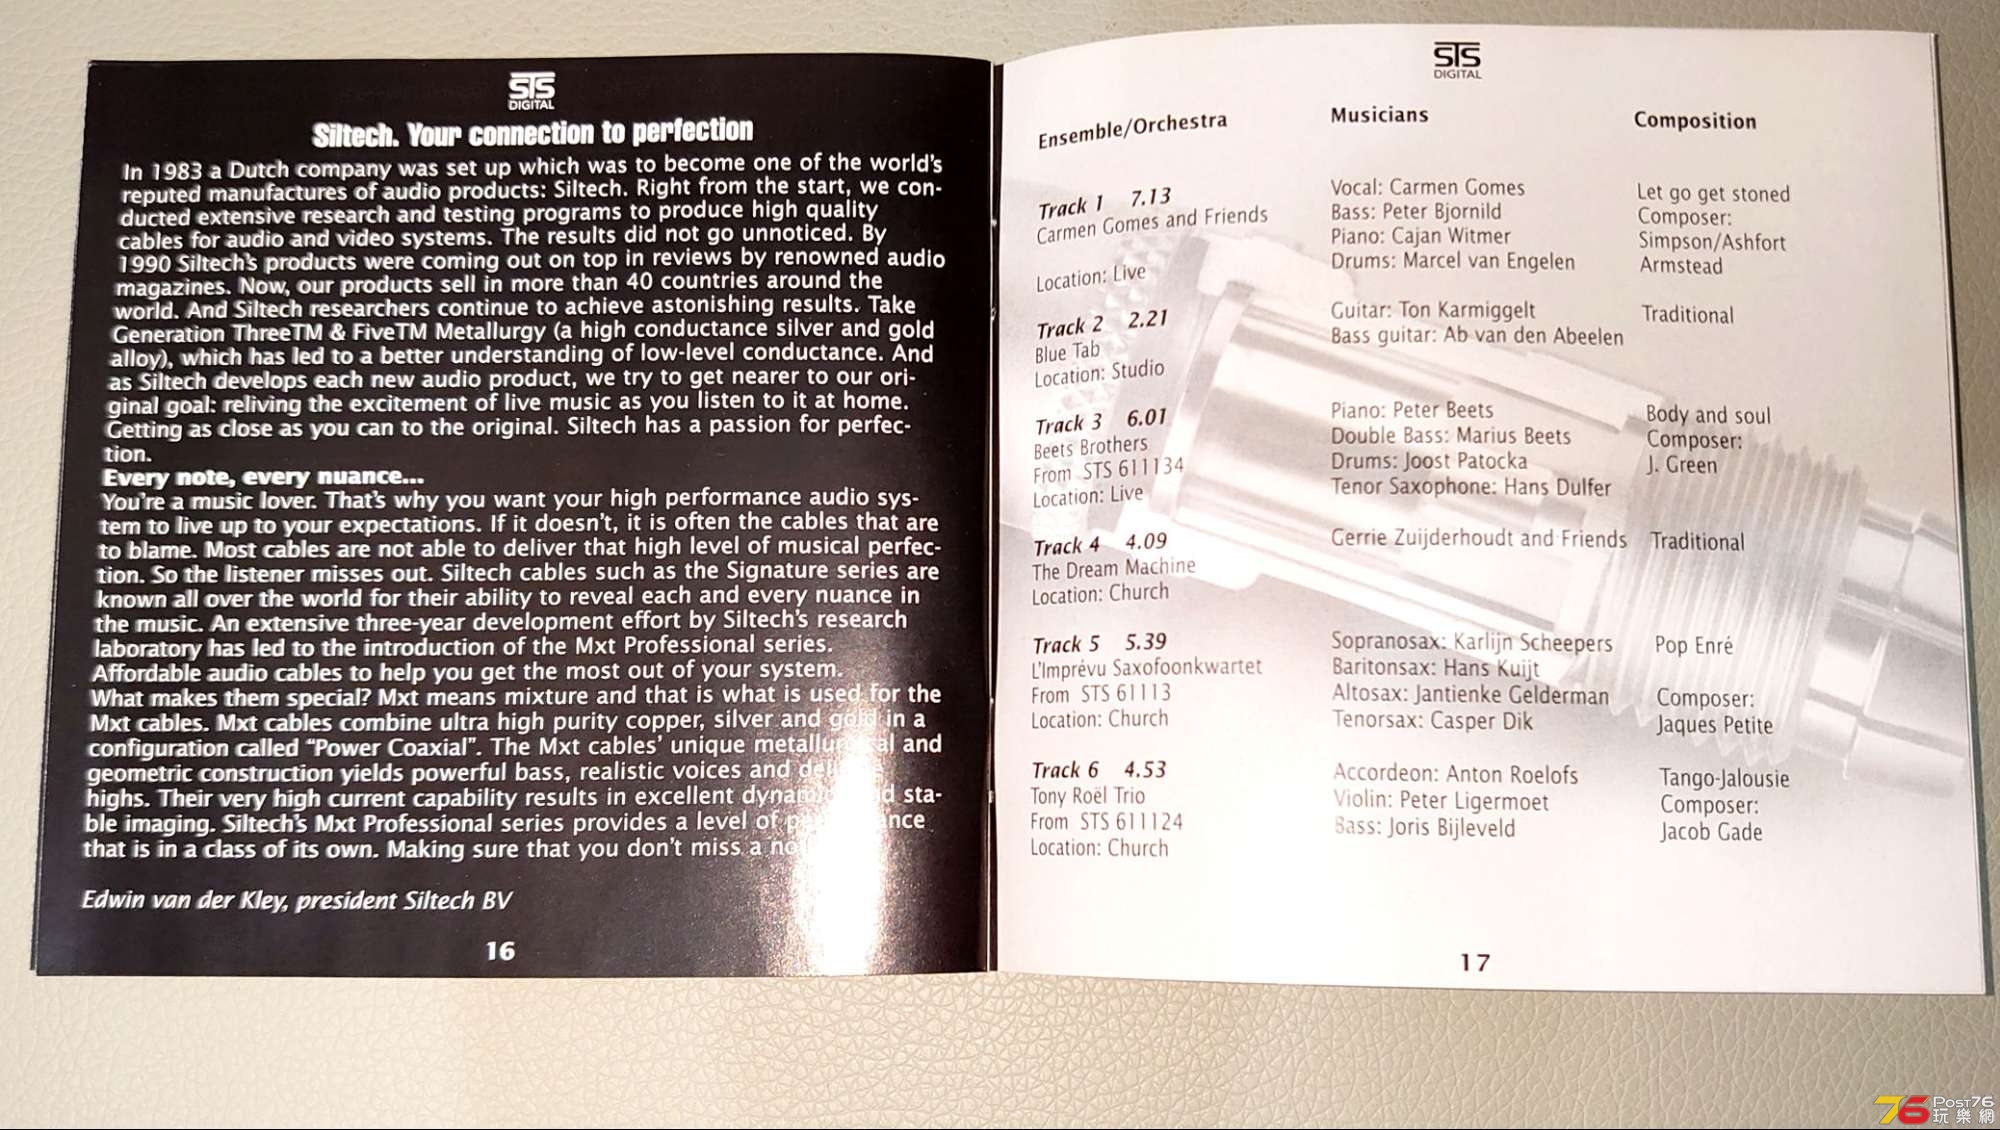 STS
DIGITAL
Siltech. Your connection to perfection
In 1983 a Dutch company was set up which was to become one of the world's
reputed manufactures of audio products: Siltech. Right from the start, we con-
ducted extensive research and testing programs to produce high quality
cables for audio and video systems. The results did not go unnoticed. By
1990 Siltech's products were coming out on top in reviews by renowned audio
magazines. Now, our products sell in more than 40 countries around the
world. And Siltech researchers continue to achieve astonishing results. Take
Generation ThreeTM & FiveTM Metallurgy (a high conductance silver and gold
alloy), which has led to a better understanding of low-level conductance. And
as Siltech develops each new audio product, we try to get nearer to our ori-
ginal goal: reliving the excitement of live music as you listen to it at home.
Getting as close as you can to the original. Siltech has a passion for perfec-
tion.
Every note, every nuance...
You're a music lover. That's why you want your high performance audio sys-
tem to live up to your expectations. If it doesn't, it is often the cables that are
to blame. Most cables are not able to deliver that high level of musical perfec-
tion. So the listener misses out. Siltech cables such as the Signature series are
known all over the world for their ability to reveal each and every nuance in
the music. An extensive three-year development effort by Siltech's research
laboratory has led to the introduction of the Mxt Professional series.
Affordable audio cables to help you get the most out of your system.
What makes them special? Mxt means mixture and that is what is used for the
Mxt cables. Mxt cables combine ultra high purity copper, silver and gold in a
configuration called "Power Coaxial". The Mxt cables' unique and
geometric construction yields powerful bass, realistic voices and
highs. Their very high current capability results in excellent sta-
ble imaging. Siltech's Mxt Professional series provides a level of
that is in a class of its own. Making sure that you don't miss a
Edwin van der Kley, president Siltech BV
16
STS
DIGITAL
Ensemble/Orchestra Musicians Composition
Track 1 7.13
Carmen Gomes and Friends
Location: Live
Vocal: Carmen Gomes
Bass: Peter Bjornild
Piano: Cajan Witmer
Drums: Marcel van Engelen
Let go get stoned
Composer:
Simpson/Ashfort
Armstead
Track 2 2.21
Blue Tab
Location: Studio
Guitar: Ton Karmiggelt
Bass guitar: Ab van den Abeelen
Traditional
Track 3 6.01
Beets Brothers
From STS 611134
Location: Live
Piano: Peter Beets
Double Bass: Marius Beets
Drums: Joost Patocka
Tenor Saxophone: Hans Dulfer
Body and soul
Composer:
J. Green
Track 4 4.09
The Dream Machine
Location: Church
Gerrie Zuijderhoudt and Friends
Traditional
Track 5 5.39
L'Imprévu Saxofoonkwartet
From STS 61113
Location: Church
Sopranosax: Karlijn Scheepers
Baritonsax: Hans Kuijt
Altosax: Jantienke Gelderman
Tenorsax: Casper Dik
Pop Enré
Composer:
Jaques Petite
Track 6 4.53
Tony Roël Trio
From STS 611124
Location: Church
Accordeon: Anton Roelofs
Violin: Peter Ligermoet
Bass: Joris Bijleveld
Tango-Jalousie
Composer:
Jacob Gade
17
76 Post76
玩樂網